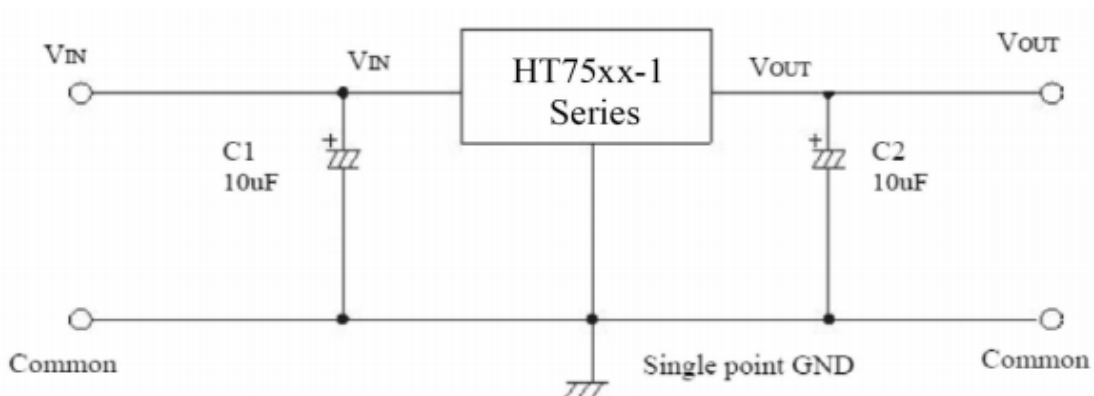 VIN
VIN
HT75xx-1
Series
VOUT
VOUT
+
C1
10uF
+
C2
10uF
Common
Single point GND
Common